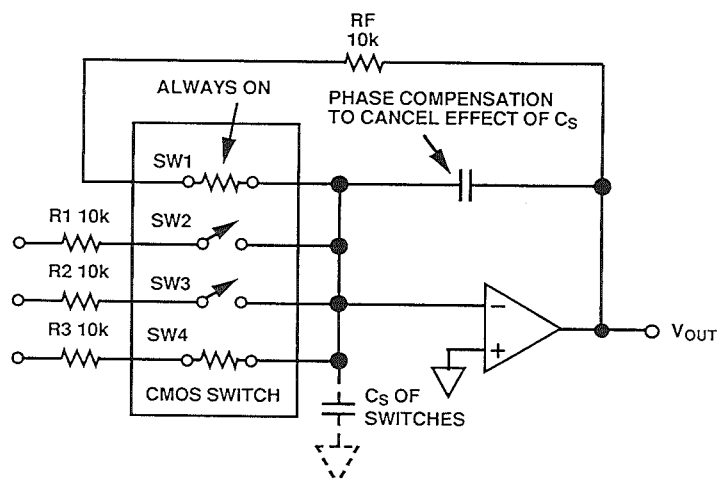 RF
10k
ALWAYS ON
PHASE COMPENSATION
TO CANCEL EFFECT OF CS
SW1
R1 10k
SW2
R2 10k
SW3
R3 10k
SW4
CMOS SWITCH
−
+
VOUT
CS OF
SWITCHES